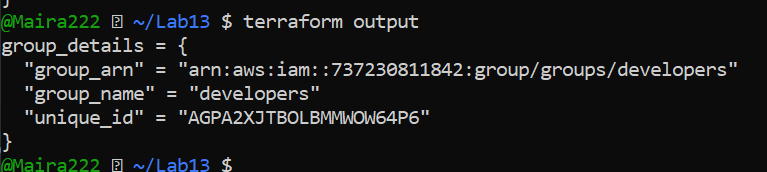 }
@Maira222 ~/Lab13 $ terraform output
group_details = {
  "group_arn" = "arn:aws:iam::737230811842:group/groups/developers"
  "group_name" = "developers"
  "unique_id" = "AGPA2XJTBOLBMMWOW64P6"
}
@Maira222 ~/Lab13 $